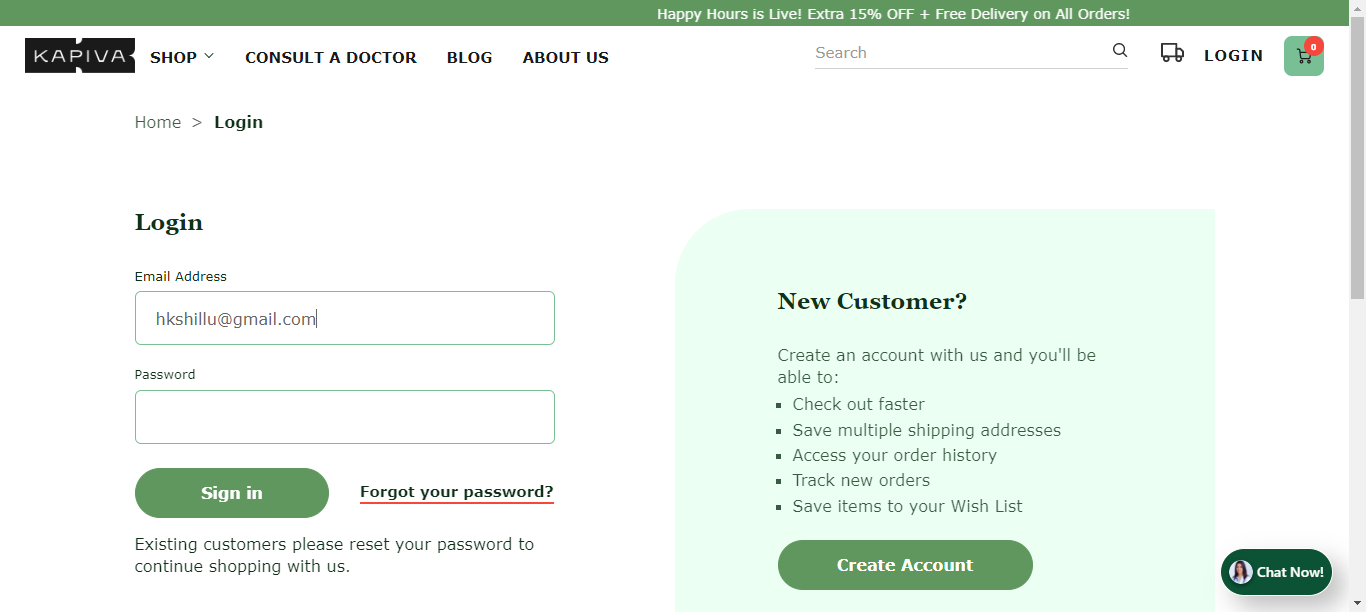 Happy Hours is Live! Extra 15% OFF + Free Delivery on All Orders!
KAPIVA SHOP CONSULT A DOCTOR BLOG ABOUT US Search LOGIN 0
Home > Login
Login
Email Address
hkshillu@gmail.com
Password
Sign in Forgot your password?
Existing customers please reset your password to
continue shopping with us.
New Customer?
Create an account with us and you'll be
able to:
Check out faster
Save multiple shipping addresses
Access your order history
Track new orders
Save items to your Wish List
Create Account
Chat Now!